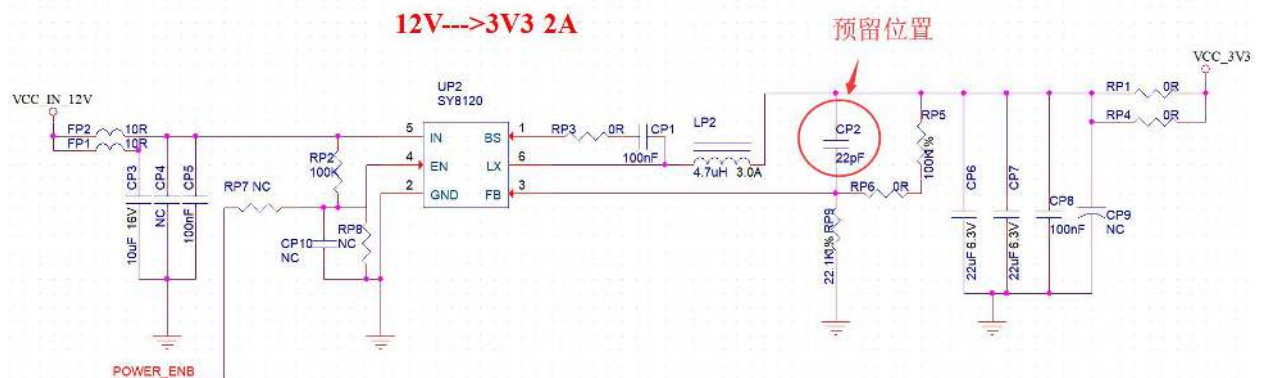 12V--->3V3 2A
预留位置
VCC_3V3
UP2
SY8120
VCC_IN_12V
FP2 10R
FP1 10R
5 IN BS 1
4 EN LX 6
2 GND FB 3
RP3 0R
CP1
100nF
LP2
4.7uH 3.0A
CP2
22pF
RP5
100K1%
RP1 0R
RP4 0R
RP2
100K
RP7 NC
CP3
10uF 16V
CP4
NC
CP5
100nF
CP10
NC
RP8
NC
RP6 0R
RP9
22.1K1%
CP6
22uF 6.3V
CP7
22uF 6.3V
CP8
100nF
CP9
NC
POWER_ENB